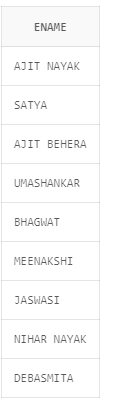 ENAME
AJIT NAYAK
SATYA
AJIT BEHERA
UMASHANKAR
BHAGWAT
MEENAKSHI
JASWASI
NIHAR NAYAK
DEBASMITA